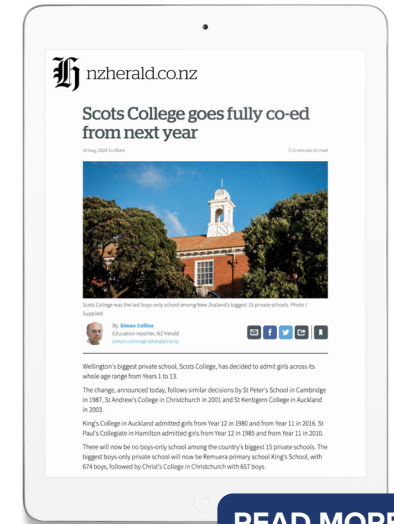 nzherald.co.nz
Scots College goes fully co-ed
from next year
10 Aug, 2020 11:30am
5 minutes to read
Scots College was the last boys-only school among New Zealand's biggest 15 private schools. Photo /
Supplied
By: Simon Collins
Education reporter, NZ Herald
simon.collins@nzherald.co.nz
Wellington's biggest private school, Scots College, has decided to admit girls across its
whole age range from Years 1 to 13.
The change, announced today, follows similar decisions by St Peter's School in Cambridge
in 1987, St Andrew's College in Christchurch in 2001 and St Kentigern College in Auckland
in 2003.
King's College in Auckland admitted girls from Year 12 in 1980 and from Year 11 in 2016. St
Paul's Collegiate in Hamilton admitted girls from Year 12 in 1985 and from Year 11 in 2010.
There will now be no boys-only school among the country's biggest 15 private schools. The
biggest boys-only private school will now be Remuera primary school King's School, with
674 boys, followed by Christ's College in Christchurch with 657 boys.
READ MORE